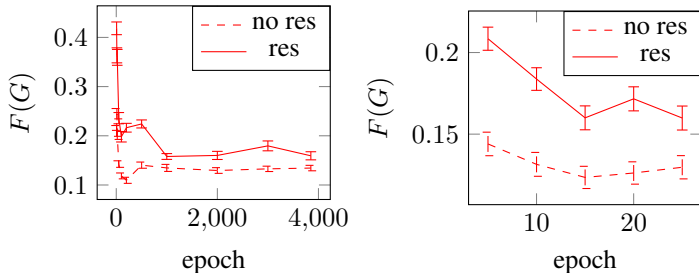 F(G)
0.4
0.3
0.2
0.1
no res
res
0
2,000
4,000
epoch
F(G)
0.2
0.15
no res
res
10
20
epoch